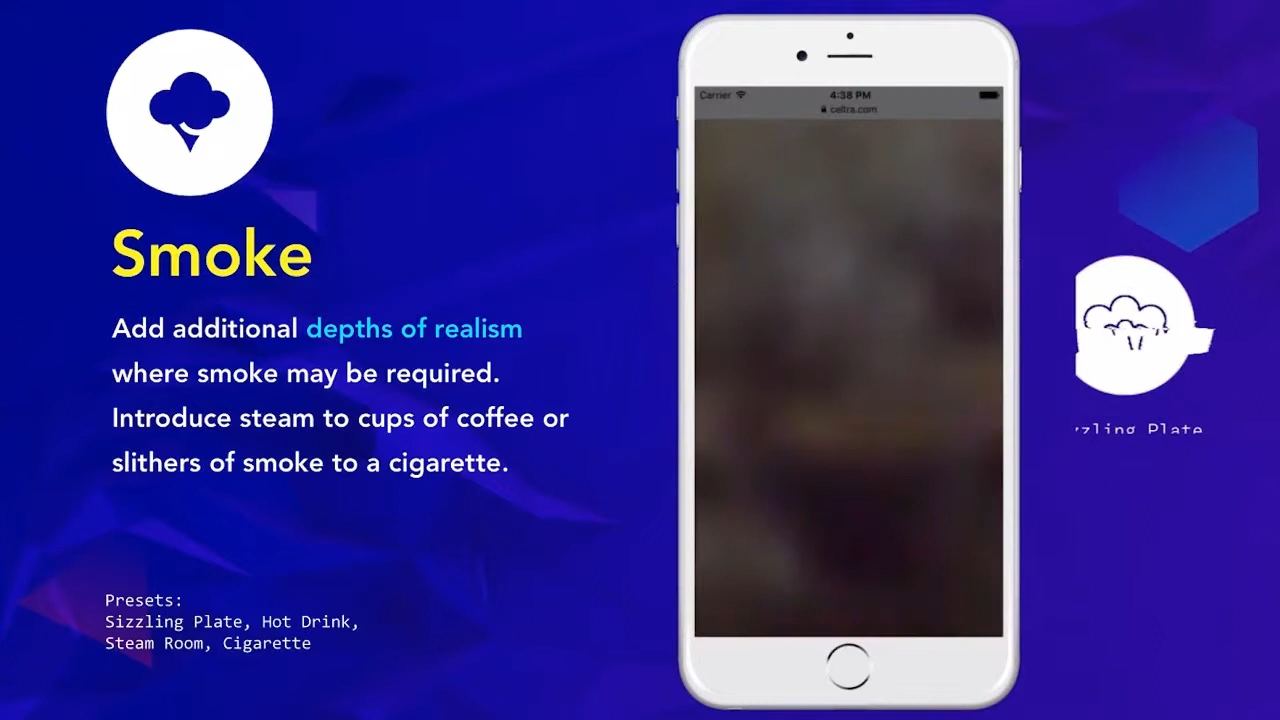 Smoke
Add additional depths of realism
where smoke may be required.
Introduce steam to cups of coffee or
slithers of smoke to a cigarette.
Presets:
Sizzling Plate, Hot Drink,
Steam Room, Cigarette
Carrier
4:38 PM
celtra.com
Plate